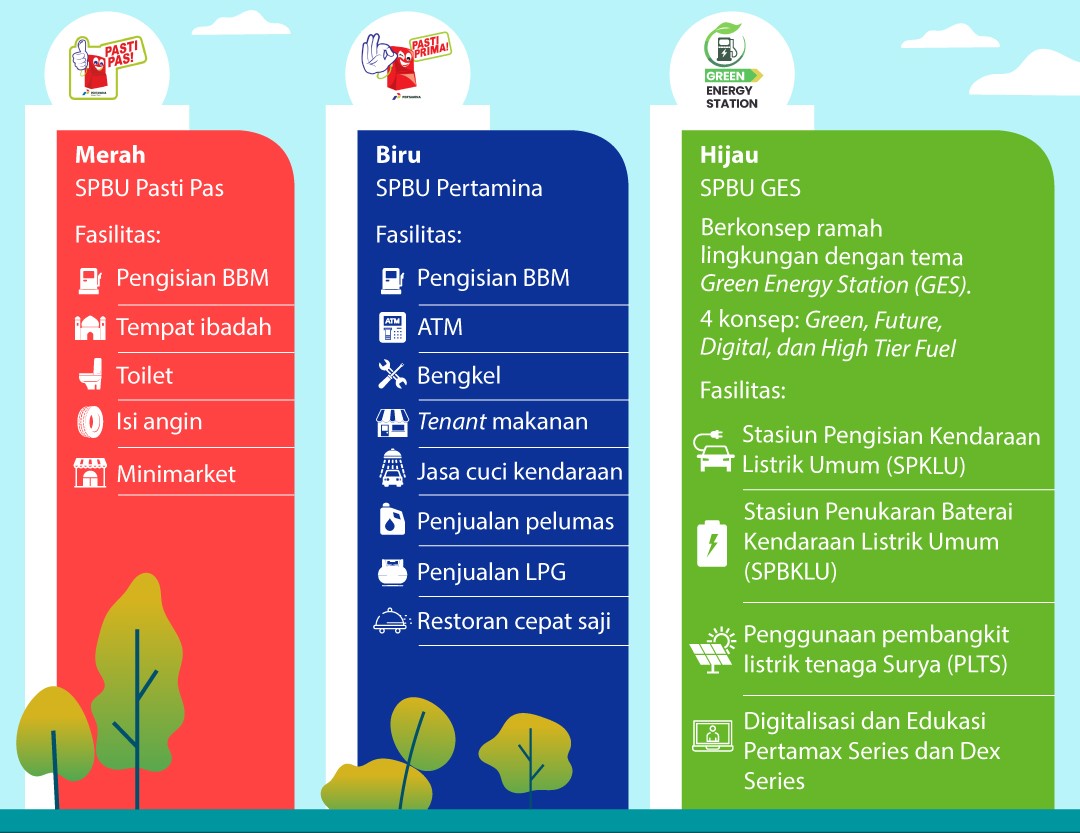 PASTI
PAS!
PERTAMINA
Merah
SPBU Pasti Pas
Fasilitas:
Pengisian BBM
Tempat ibadah
Toilet
Isi angin
Minimarket
PASTI
PRIMA!
PERTAMINA
Biru
SPBU Pertamina
Fasilitas:
Pengisian BBM
ATM
ATM
Bengkel
Tenant makanan
Jasa cuci kendaraan
Penjualan pelumas
Penjualan LPG
Restoran cepat saji
GREEN
ENERGY
STATION
Hijau
SPBU GES
Berkonsep ramah
lingkungan dengan tema
Green Energy Station (GES).
4 konsep: Green, Future,
Digital, dan High Tier Fuel
Fasilitas:
Stasiun Pengisian Kendaraan
Listrik Umum (SPKLU)
Stasiun Penukaran Baterai
Kendaraan Listrik Umum
(SPBKLU)
Penggunaan pembangkit
listrik tenaga Surya (PLTS)
Digitalisasi dan Edukasi
Pertamax Series dan Dex
Series